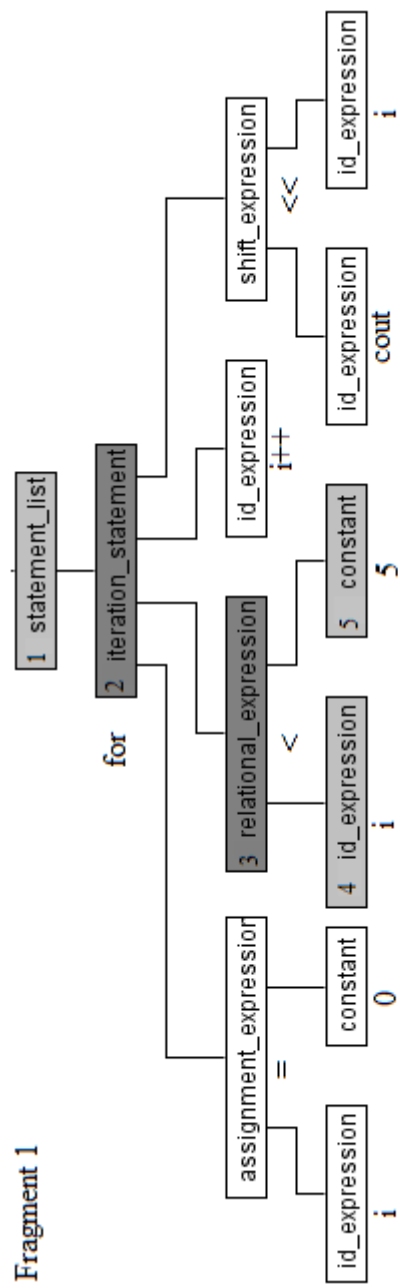 Fragment 1
1 statement_list
for
2 iteration_statement
assignment_expression
=
3 relational_expression
<
id_expression
i++
shift_expression
<<
id_expression
i
constant
0
4 id_expression
i
5 constant
5
id_expression
cout
id_expression
i